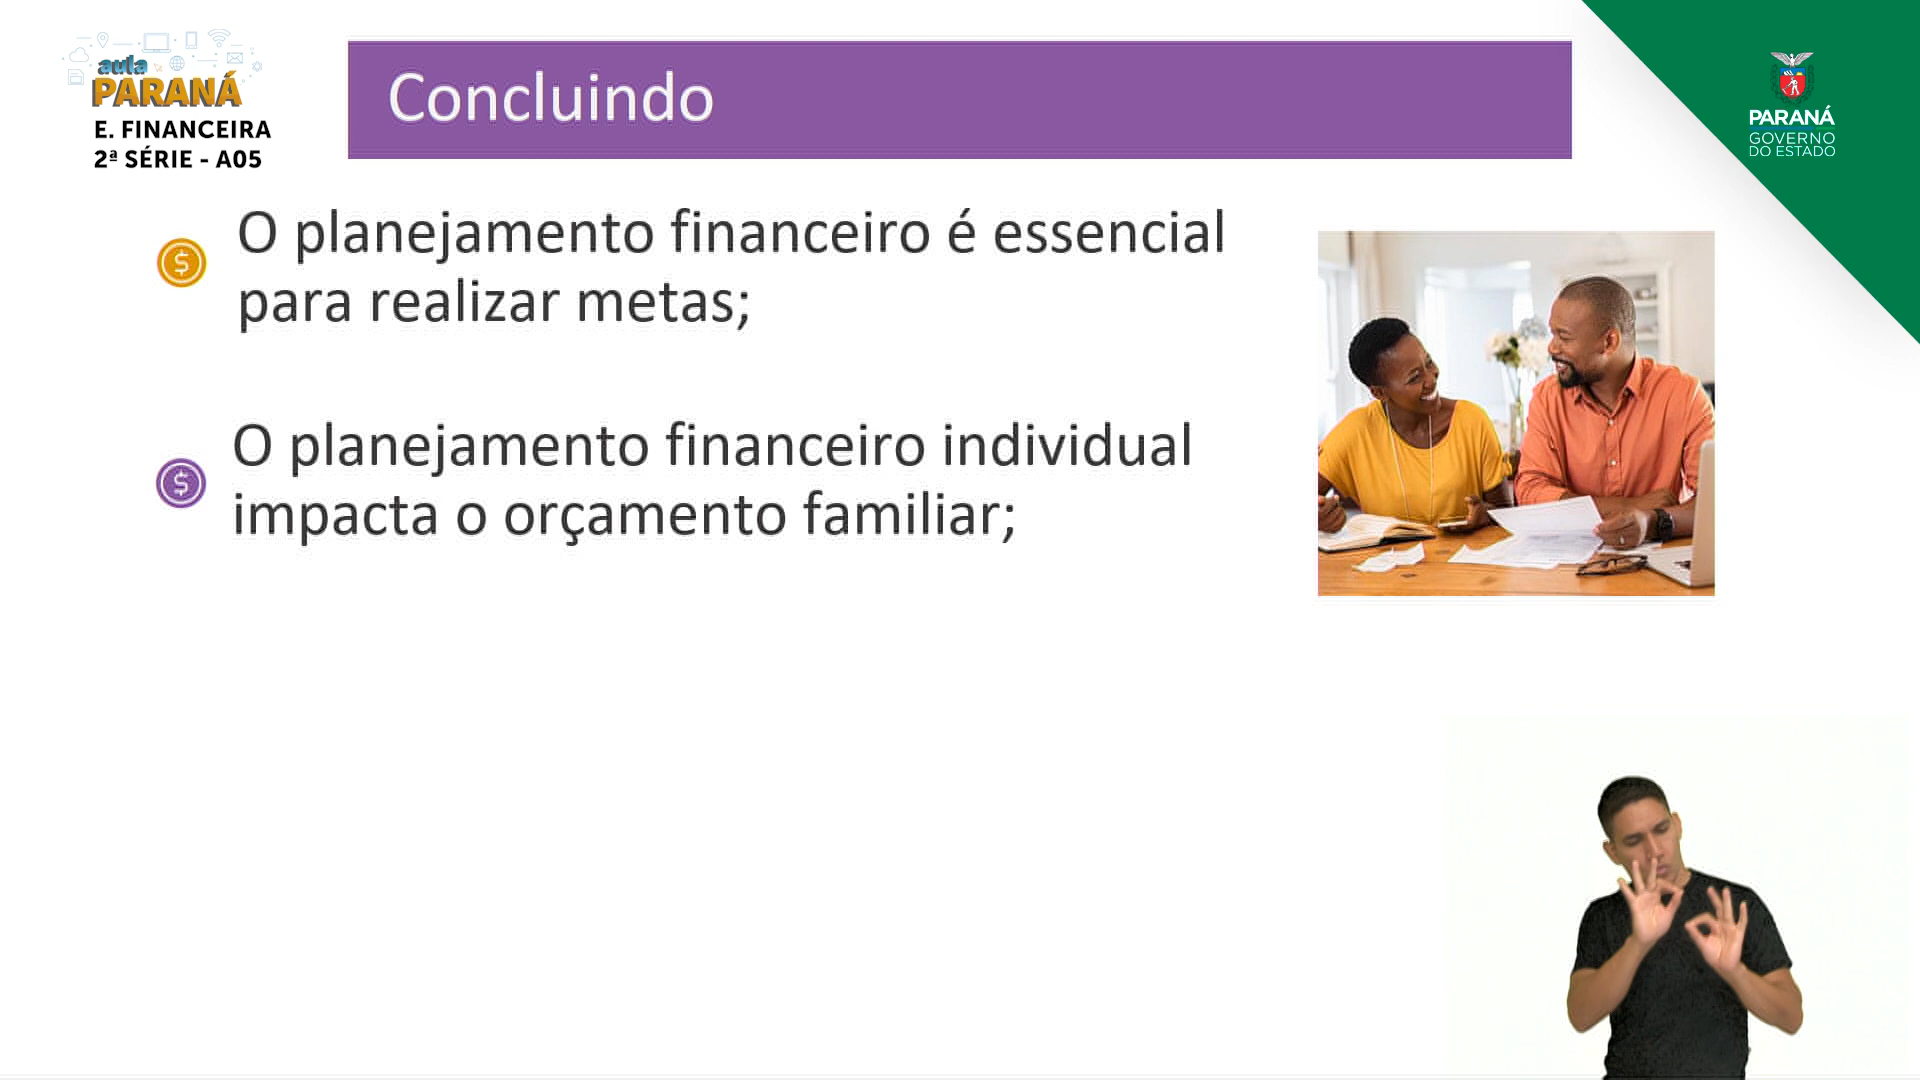 aula
PARANÁ
E. FINANCEIRA
2ª SÉRIE - A05
Concluindo
PARANÁ
GOVERNO
DO ESTADO
O planejamento financeiro é essencial
para realizar metas;
O planejamento financeiro individual
impacta o orçamento familiar;